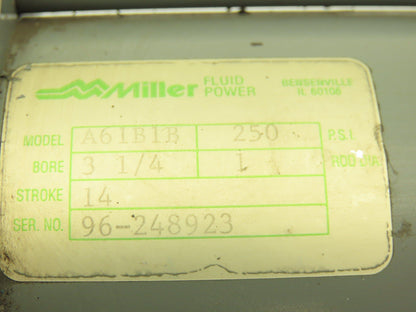 Miller FLUID POWER BENSENVILLE IL 60106
MODEL A61B1B 250 P.S.I.
BORE 3 1/4 1 ROD DIA.
STROKE 14
SER. NO. 96-248923